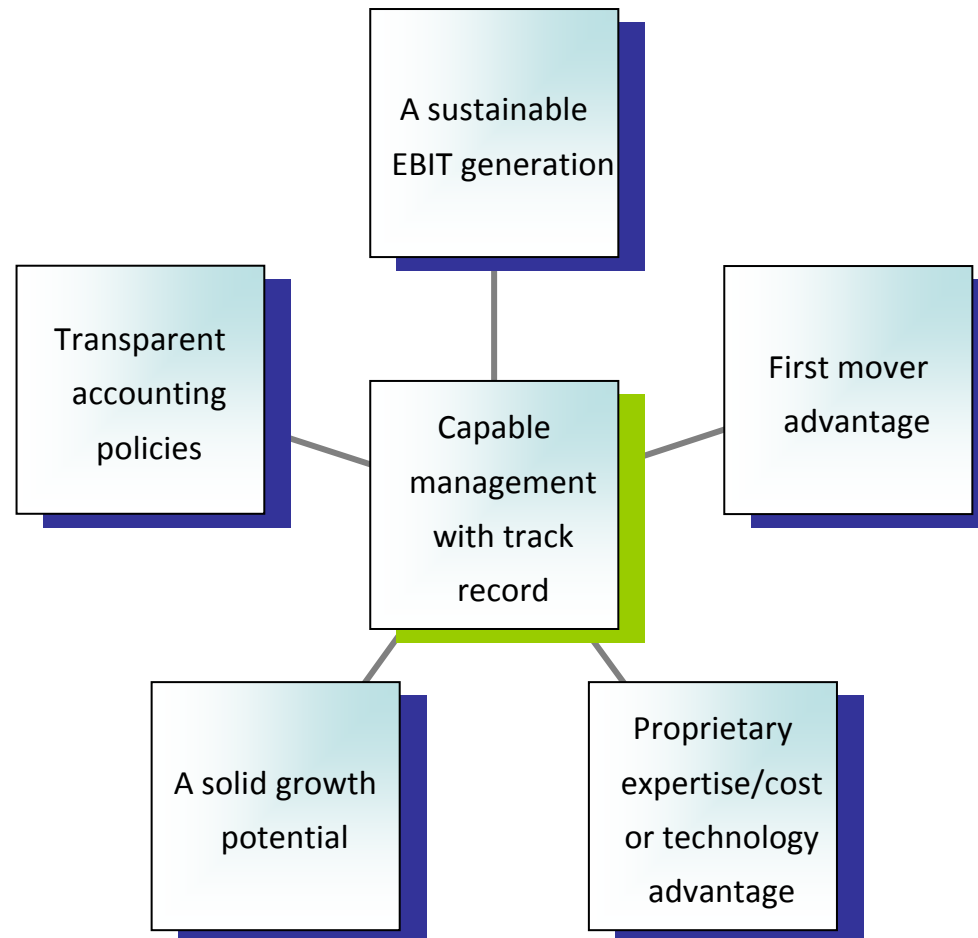 A sustainable
EBIT generation
Transparent
accounting
policies
First mover
advantage
Capable
management
with track
record
A solid growth
potential
Proprietary
expertise/cost
or technology
advantage